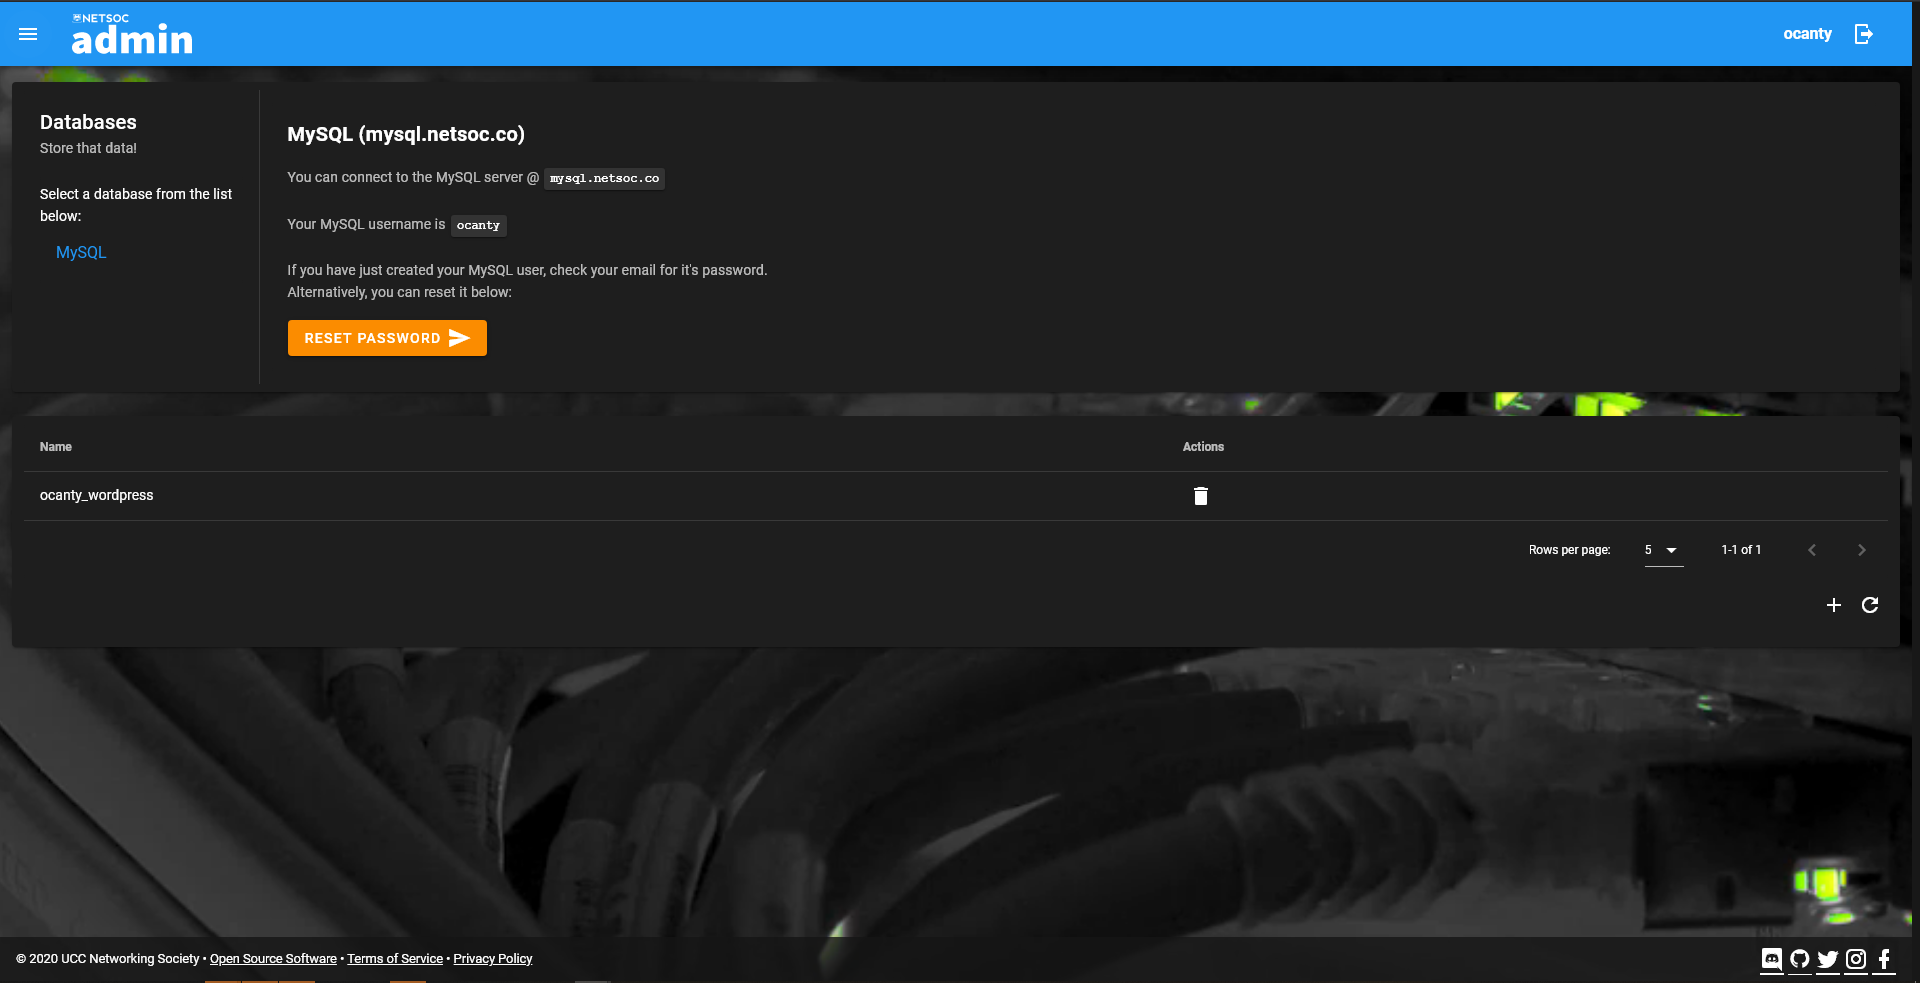 NETSOC
admin
ocanty
Databases
Store that data!
Select a database from the list
below:
MySQL
MySQL (mysql.netsoc.co)
You can connect to the MySQL server @ mysql.netsoc.co
Your MySQL username is ocanty
If you have just created your MySQL user, check your email for it's password.
Alternatively, you can reset it below:
RESET PASSWORD
Name Actions
ocanty_wordpress
Rows per page: 5 1-1 of 1
© 2020 UCC Networking Society • Open Source Software • Terms of Service • Privacy Policy